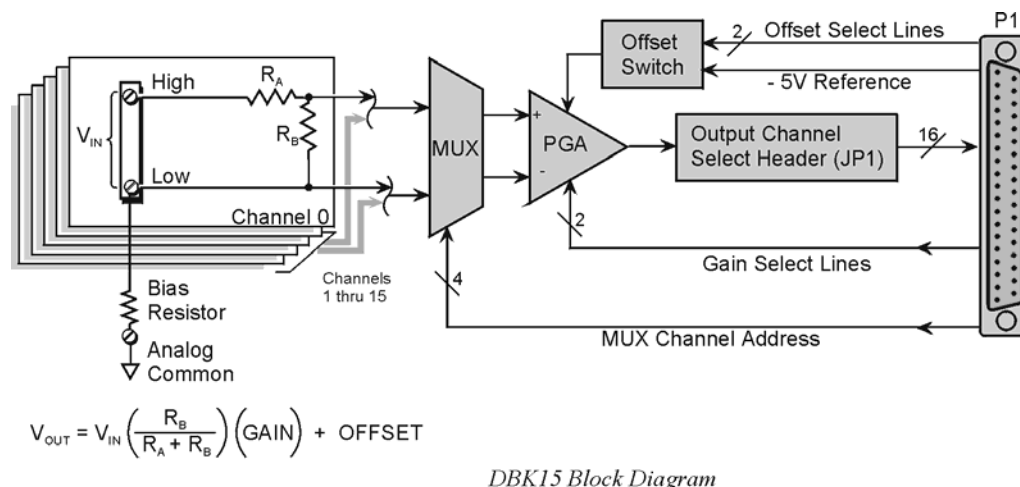 P1
Offset
Switch
2
Offset Select Lines
- 5V Reference
High
R_A
V_IN
R_B
MUX
+
PGA
-
Output Channel
Select Header (JP1)
16
Low
Channel 0
2
Gain Select Lines
Channels
1 thru 15
4
Bias
Resistor
MUX Channel Address
Analog
Common
V_OUT = V_IN (R_B / (R_A + R_B)) (GAIN) + OFFSET
DBK15 Block Diagram